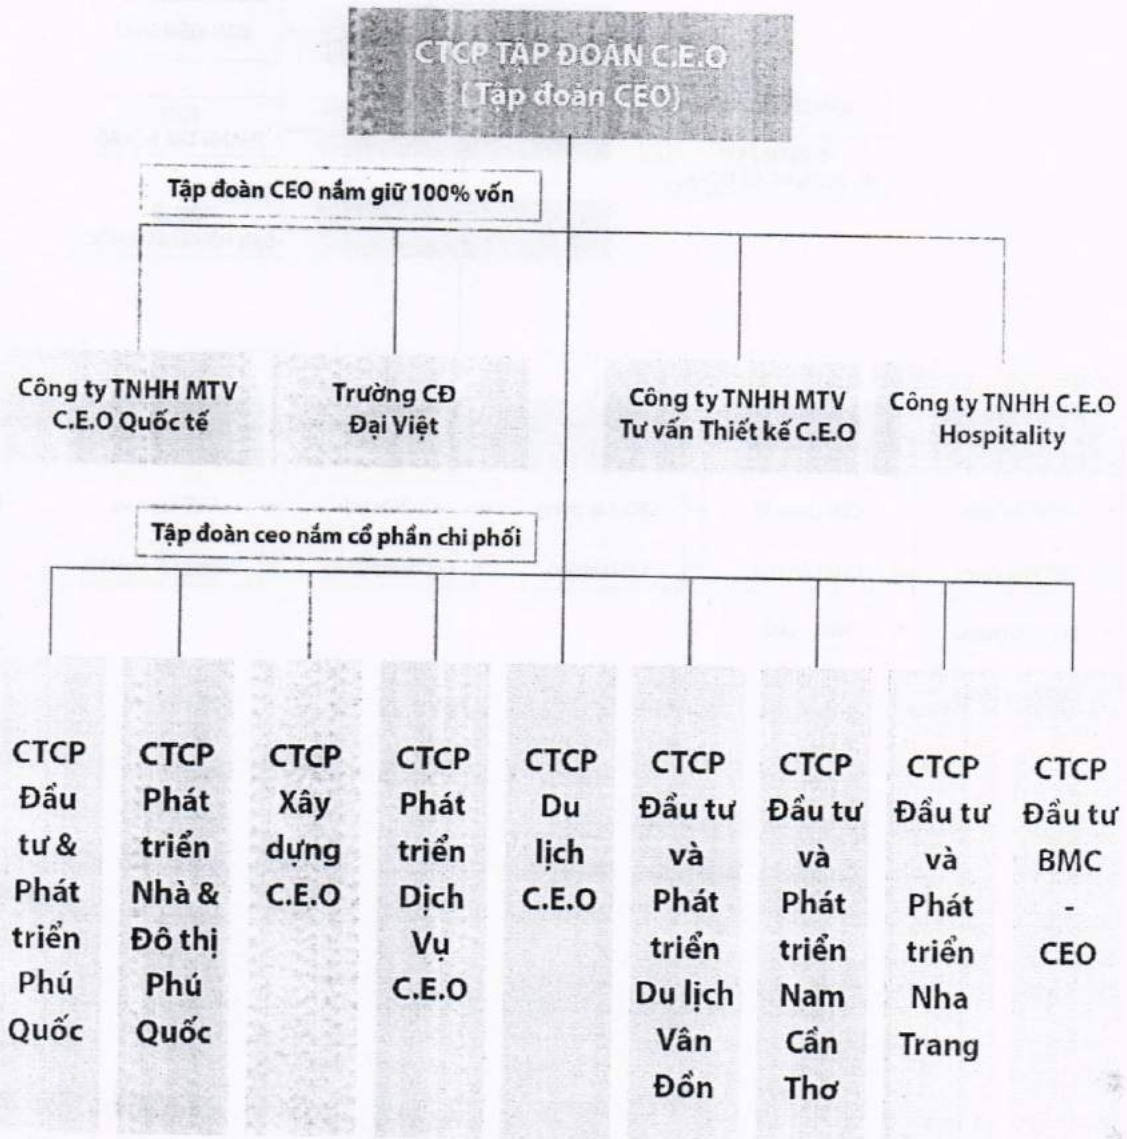 CTCP TẬP ĐOÀN C.E.O
(Tập đoàn CEO)
Tập đoàn CEO nắm giữ 100% vốn
Công ty TNHH MTV
C.E.O Quốc tế
Trường CĐ
Đại Việt
Công ty TNHH MTV
Tư vấn Thiết kế C.E.O
Công ty TNHH C.E.O
Hospitality
Tập đoàn ceo nắm cổ phần chi phối
CTCP
Đầu
tư &
Phát
triển
Phú
Quốc
CTCP
Phát
triển
Nhà &
Đô thị
Phú
Quốc
CTCP
Xây
dựng
C.E.O
CTCP
Phát
triển
Dịch
Vụ
C.E.O
CTCP
Du
lịch
C.E.O
CTCP
Đầu tư
và
Phát
triển
Du lịch
Vân
Đồn
CTCP
Đầu tư
và
Phát
triển
Nam
Cần
Thơ
CTCP
Đầu tư
và
Phát
triển
Nha
Trang
CTCP
Đầu tư
BMC
-
CEO